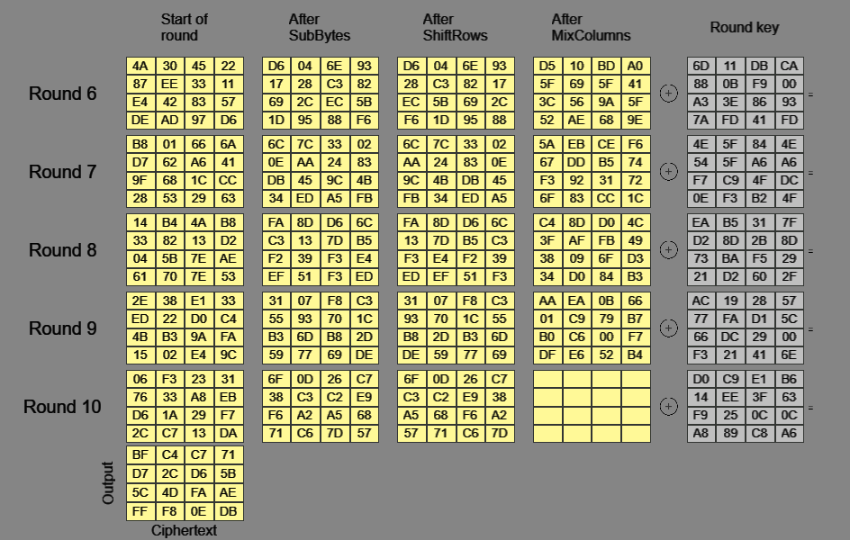 Start of round After SubBytes After ShiftRows After MixColumns Round key
Round 6
4A 30 45 22 D6 04 6E 93 D6 04 6E 93 D5 10 BD A0 6D 11 DB CA
87 EE 33 11 17 28 C3 82 28 C3 82 17 5F 69 5F 41 88 0B F9 00
E4 42 83 57 69 2C EC 5B EC 5B 69 2C 3C 56 9A 5F A3 3E 86 93
DE AD 97 D6 1D 95 88 F6 F6 1D 95 88 52 AE 68 9E 7A FD 41 FD
+ =
Round 7
B8 01 66 6A 6C 7C 33 02 6C 7C 33 02 5A EB CE F6 4E 5F 84 4E
D7 62 A6 41 0E AA 24 83 AA 24 83 0E 67 DD B5 74 54 5F A6 A6
9F 68 1C CC DB 45 9C 4B 9C 4B DB 45 F3 92 31 72 F7 C9 4F DC
28 53 29 63 34 ED A5 FB FB 34 ED A5 6F 83 CC 1C 0E F3 B2 4F
+ =
Round 8
14 B4 4A B8 FA 8D D6 6C FA 8D D6 6C C4 8D D0 4C EA B5 31 7F
33 82 13 D2 C3 13 7D B5 13 7D B5 C3 3F AF FB 49 D2 8D 2B 8D
04 5B 7E AE F2 39 F3 E4 F3 E4 F2 39 38 09 6F D3 73 BA F5 29
61 70 7E 53 EF 51 F3 ED ED EF 51 F3 34 D0 84 B3 21 D2 60 2F
+ =
Round 9
2E 38 E1 33 31 07 F8 C3 31 07 F8 C3 AA EA 0B 66 AC 19 28 57
ED 22 D0 C4 55 93 70 1C 93 70 1C 55 01 C9 79 B7 77 FA D1 5C
4B B3 9A FA B3 6D B8 2D B8 2D B3 6D B0 C6 00 F7 66 DC 29 00
15 02 E4 9C 59 77 69 DE DE 59 77 69 DF E6 52 B4 F3 21 41 6E
+ =
Round 10
06 F3 23 31 6F 0D 26 C7 6F 0D 26 C7 D0 C9 E1 B6
76 33 A8 EB 38 C3 C2 E9 C3 C2 E9 38 14 EE 3F 63
D6 1A 29 F7 F6 A2 A5 68 A5 68 F6 A2 F9 25 0C 0C
2C C7 13 DA 71 C6 7D 57 57 71 C6 7D A8 89 C8 A6
+ =
Output
BF C4 C7 71
D7 2C D6 5B
5C 4D FA AE
FF F8 0E DB
Ciphertext